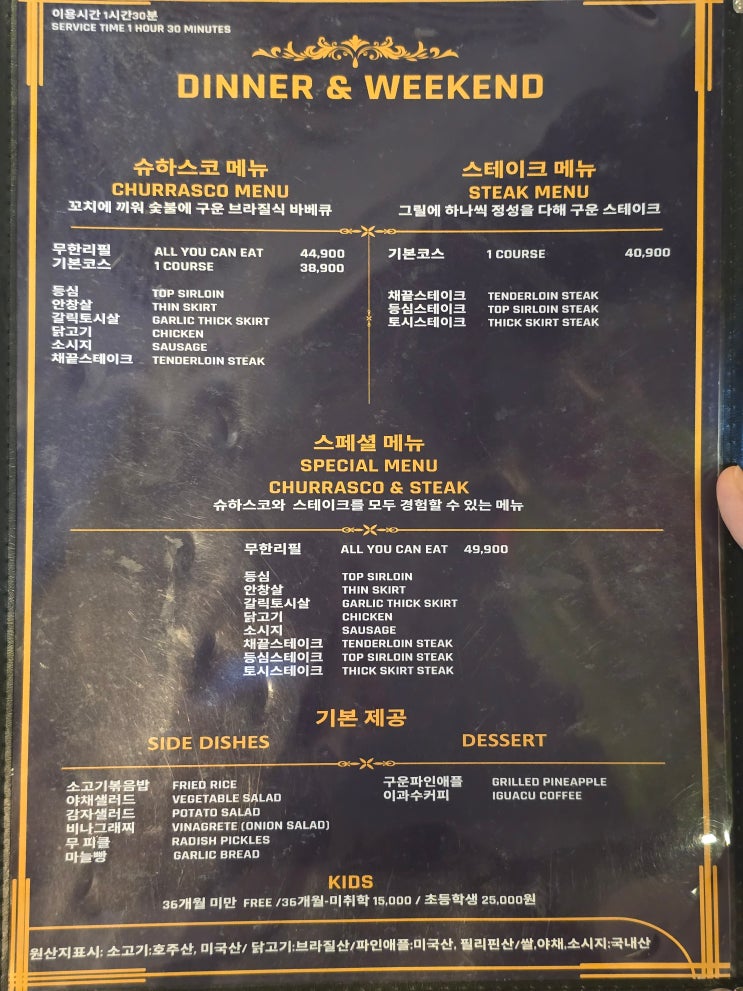 이용시간 1시간30분
SERVICE TIME 1 HOUR 30 MINUTES
DINNER & WEEKEND
슈하스코 메뉴
CHURRASCO MENU
꼬치에 끼워 숯불에 구운 브라질식 바베큐
무한리필 ALL YOU CAN EAT 44,900
기본코스 1 COURSE 38,900
등심 TOP SIRLOIN
안창살 THIN SKIRT
갈릭토시살 GARLIC THICK SKIRT
닭고기 CHICKEN
소시지 SAUSAGE
채끝스테이크 TENDERLOIN STEAK
스테이크 메뉴
STEAK MENU
그릴에 하나씩 정성을 다해 구운 스테이크
기본코스 1 COURSE 40,900
채끝스테이크 TENDERLOIN STEAK
등심스테이크 TOP SIRLOIN STEAK
토시스테이크 THICK SKIRT STEAK
스페셜 메뉴
SPECIAL MENU
CHURRASCO & STEAK
슈하스코와 스테이크를 모두 경험할 수 있는 메뉴
무한리필 ALL YOU CAN EAT 49,900
등심 TOP SIRLOIN
안창살 THIN SKIRT
갈릭토시살 GARLIC THICK SKIRT
닭고기 CHICKEN
소시지 SAUSAGE
채끝스테이크 TENDERLOIN STEAK
등심스테이크 TOP SIRLOIN STEAK
토시스테이크 THICK SKIRT STEAK
기본 제공
SIDE DISHES
소고기볶음밥 FRIED RICE
야채샐러드 VEGETABLE SALAD
감자샐러드 POTATO SALAD
비나그래찌 VINAGRETE (ONION SALAD)
무 피클 RADISH PICKLES
마늘빵 GARLIC BREAD
DESSERT
구운파인애플 GRILLED PINEAPPLE
이과수커피 IGUACU COFFEE
KIDS
36개월 미만 FREE /36개월-미취학 15,000 / 초등학생 25,000원
원산지표시: 소고기:호주산, 미국산/ 닭고기:브라질산/파인애플:미국산, 필리핀산/쌀,야채,소시지:국내산